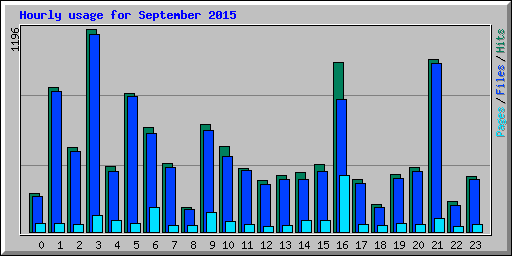 Hourly usage for September 2015
1196
Pages/Files/Hits
0 1 2 3 4 5 6 7 8 9 10 11 12 13 14 15 16 17 18 19 20 21 22 23